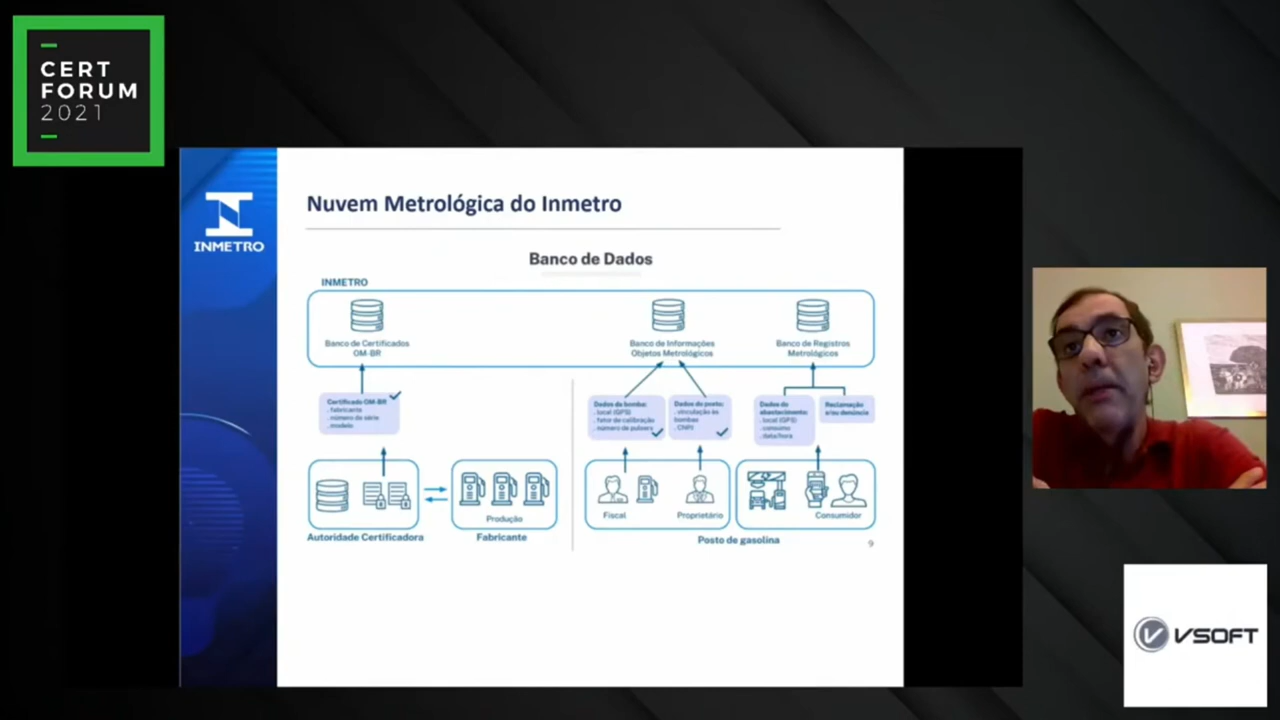 CERT
FORUM
2021
INMETRO
Nuvem Metrológica do Inmetro
Banco de Dados
INMETRO
Banco de Certificados
OM-BR
Banco de Informações
Objetos Metrológicos
Banco de Registros
Metrológicos
Certificado OM-BR
. fabricante
. número de série
. modelo
Dados da bomba:
. local (GPS)
. fator de calibração
. número de pulsers
Dados do posto:
. vinculação às
bombas
. CNPJ
Dados do
abastecimento:
. local (GPS)
. consumo
. data/hora
Reclamação
e/ou denúncia
Produção
Fiscal
Proprietário
Consumidor
Autoridade Certificadora
Fabricante
Posto de gasolina
9
VSOFT